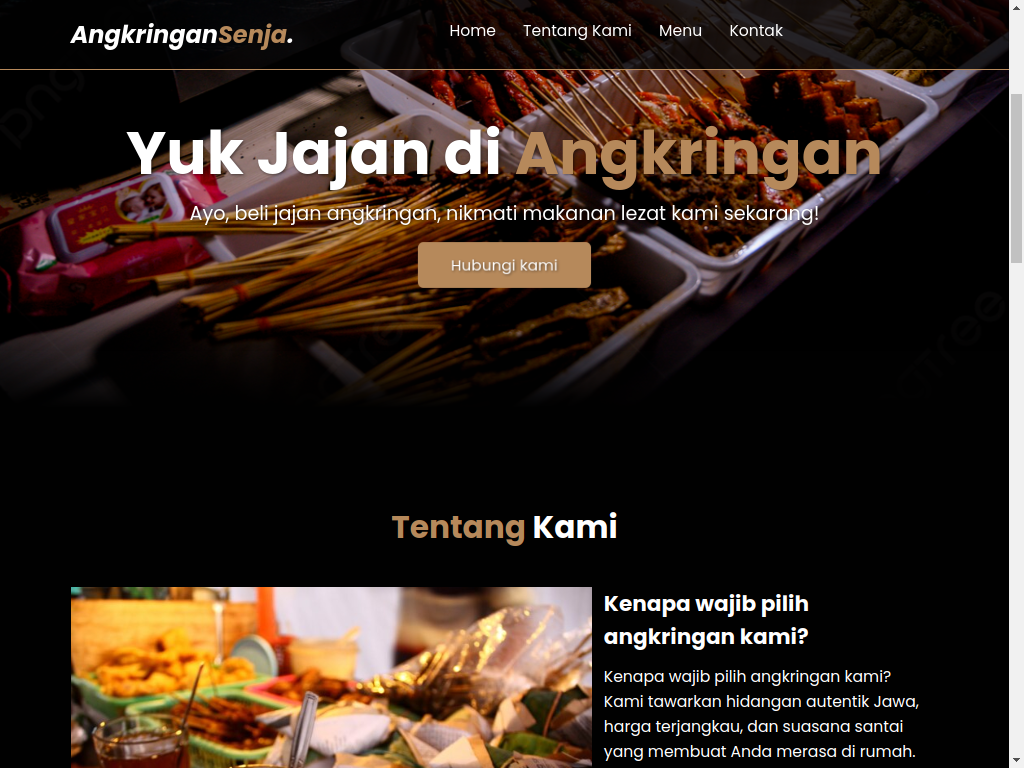 AngkringanSenja.
Home
Tentang Kami
Menu
Kontak
Yuk Jajan di Angkringan
Ayo, beli jajan angkringan, nikmati makanan lezat kami sekarang!
Hubungi kami
Tentang Kami
Kenapa wajib pilih
angkringan kami?
Kenapa wajib pilih angkringan kami?
Kami tawarkan hidangan autentik Jawa,
harga terjangkau, dan suasana santai
yang membuat Anda merasa di rumah.